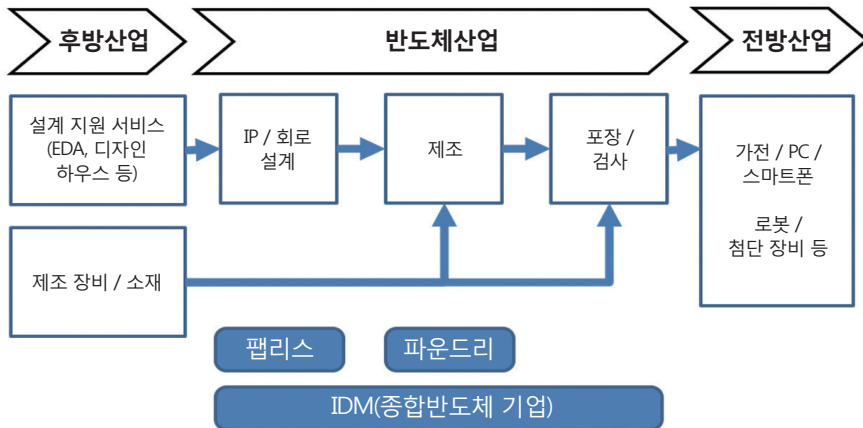 후방산업
반도체산업
전방산업
설계 지원 서비스
(EDA, 디자인
하우스 등)
IP / 회로
설계
제조
포장 /
검사
가전 / PC /
스마트폰
로봇 /
첨단 장비 등
제조 장비 / 소재
팹리스
파운드리
IDM(종합반도체 기업)